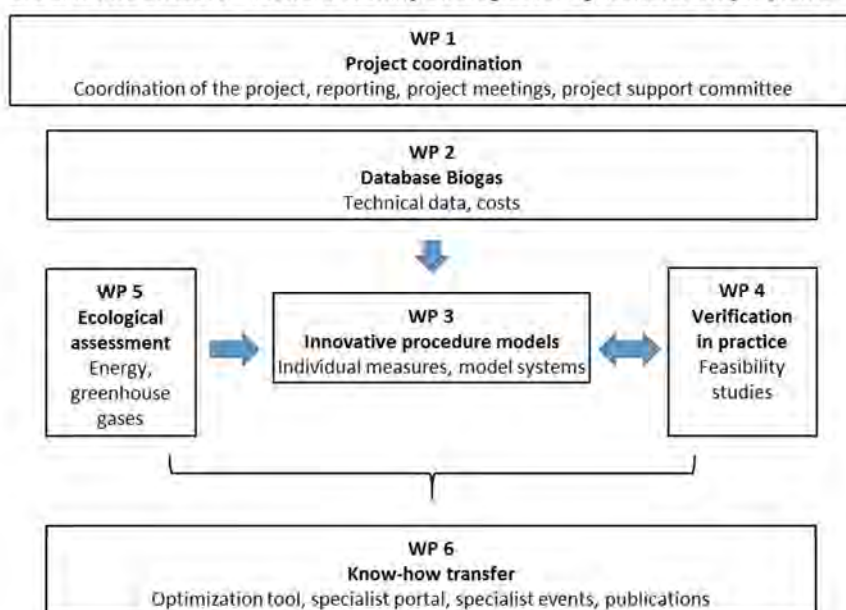 WP 1
Project coordination
Coordination of the project, reporting, project meetings, project support committee
WP 2
Database Biogas
Technical data, costs
WP 5
Ecological
assessment
Energy,
greenhouse
gases
WP 3
Innovative procedure models
Individual measures, model systems
WP 4
Verification
in practice
Feasibility
studies
WP 6
Know-how transfer
Optimization tool, specialist portal, specialist events, publications